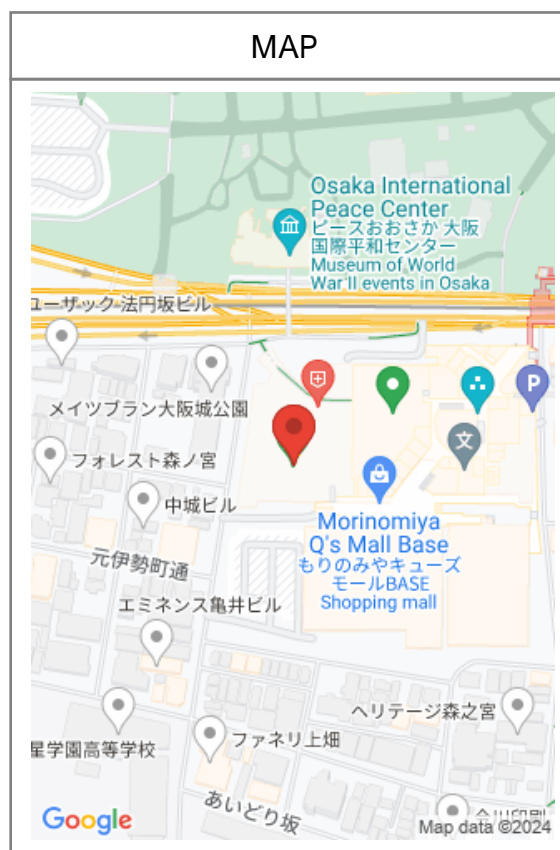 MAP
Osaka International
Peace Center
ピースおおさか 大阪
国際平和センター
Museum of World
War II events in Osaka
ユーザック 法円坂ビル
P
メイツブラン大阪城公園
文
フォレスト森ノ宮
中城ビル
Morinomiya
Q's Mall Base
もりのみやキューズ
モールBASE
Shopping mall
元伊勢町通
エミネンス亀井ビル
ヘリテージ森之宮
星学園高等学校
ファネリ上畑
あいどり坂
Google
Map data ©2024